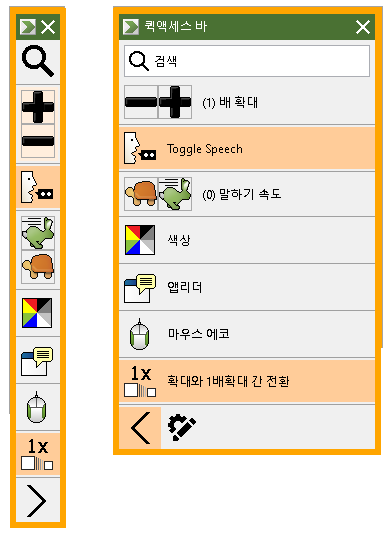 1x
퀵액세스 바
검색
(1) 배 확대
Toggle Speech
(0) 말하기 속도
색상
앱리더
마우스 에코
1x 확대와 1배확대 간 전환